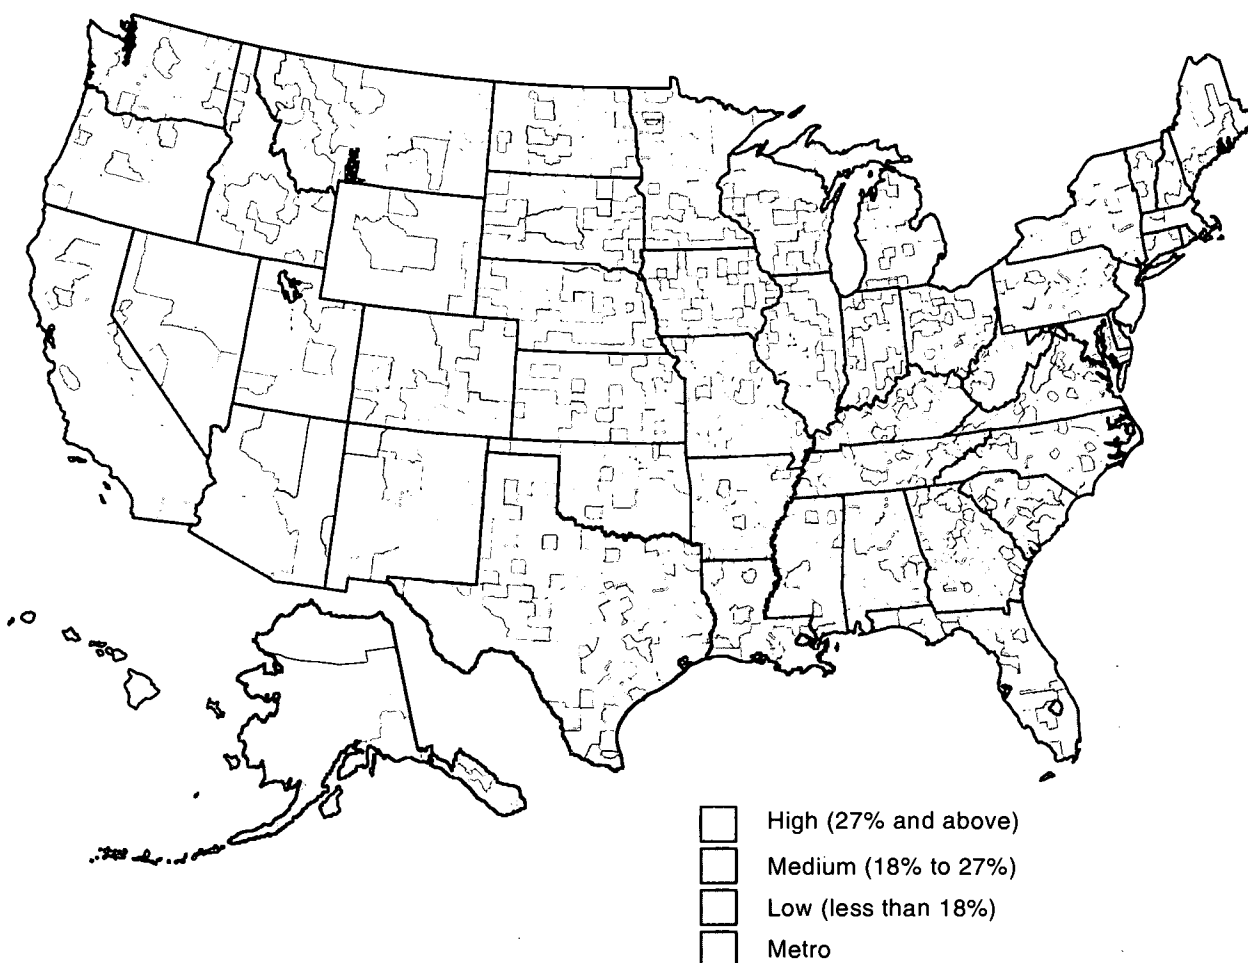 High (27% and above)
Medium (18% to 27%)
Low (less than 18%)
Metro